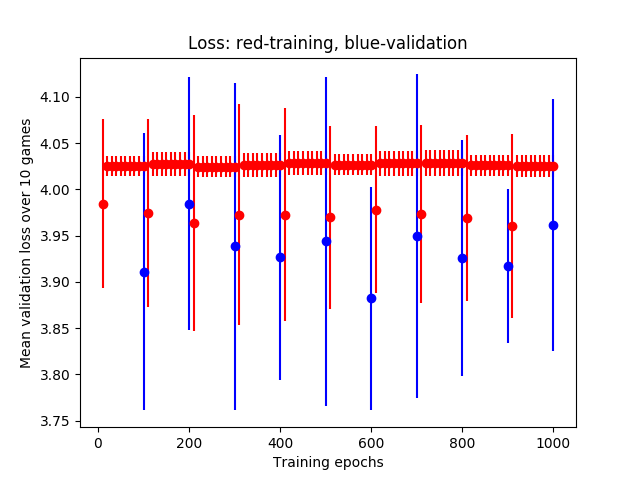 Loss: red-training, blue-validation
Mean validation loss over 10 games
4.10
4.05
4.00
3.95
3.90
3.85
3.80
3.75
0 200 400 600 800 1000
Training epochs